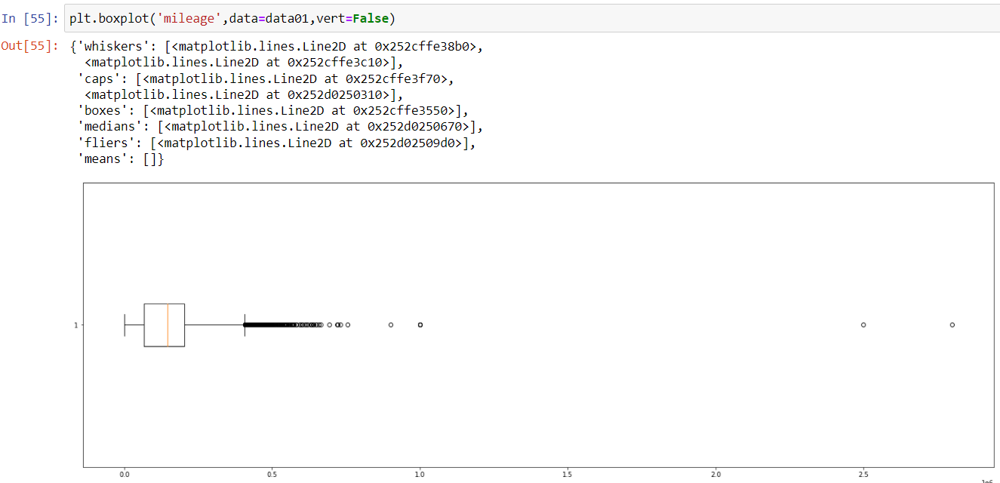 In [55]: plt.boxplot('mileage',data=data01,vert=False)
Out[55]: {'whiskers': [<matplotlib.lines.Line2D at 0x252cffe38b0>,
<matplotlib.lines.Line2D at 0x252cffe3c10>],
'caps': [<matplotlib.lines.Line2D at 0x252cffe3f70>,
<matplotlib.lines.Line2D at 0x252d0250310>],
'boxes': [<matplotlib.lines.Line2D at 0x252cffe3550>],
'medians': [<matplotlib.lines.Line2D at 0x252d0250670>],
'fliers': [<matplotlib.lines.Line2D at 0x252d02509d0>],
'means': []}
1
0.0 0.5 1.0 1.5 2.0 2.5
1e6